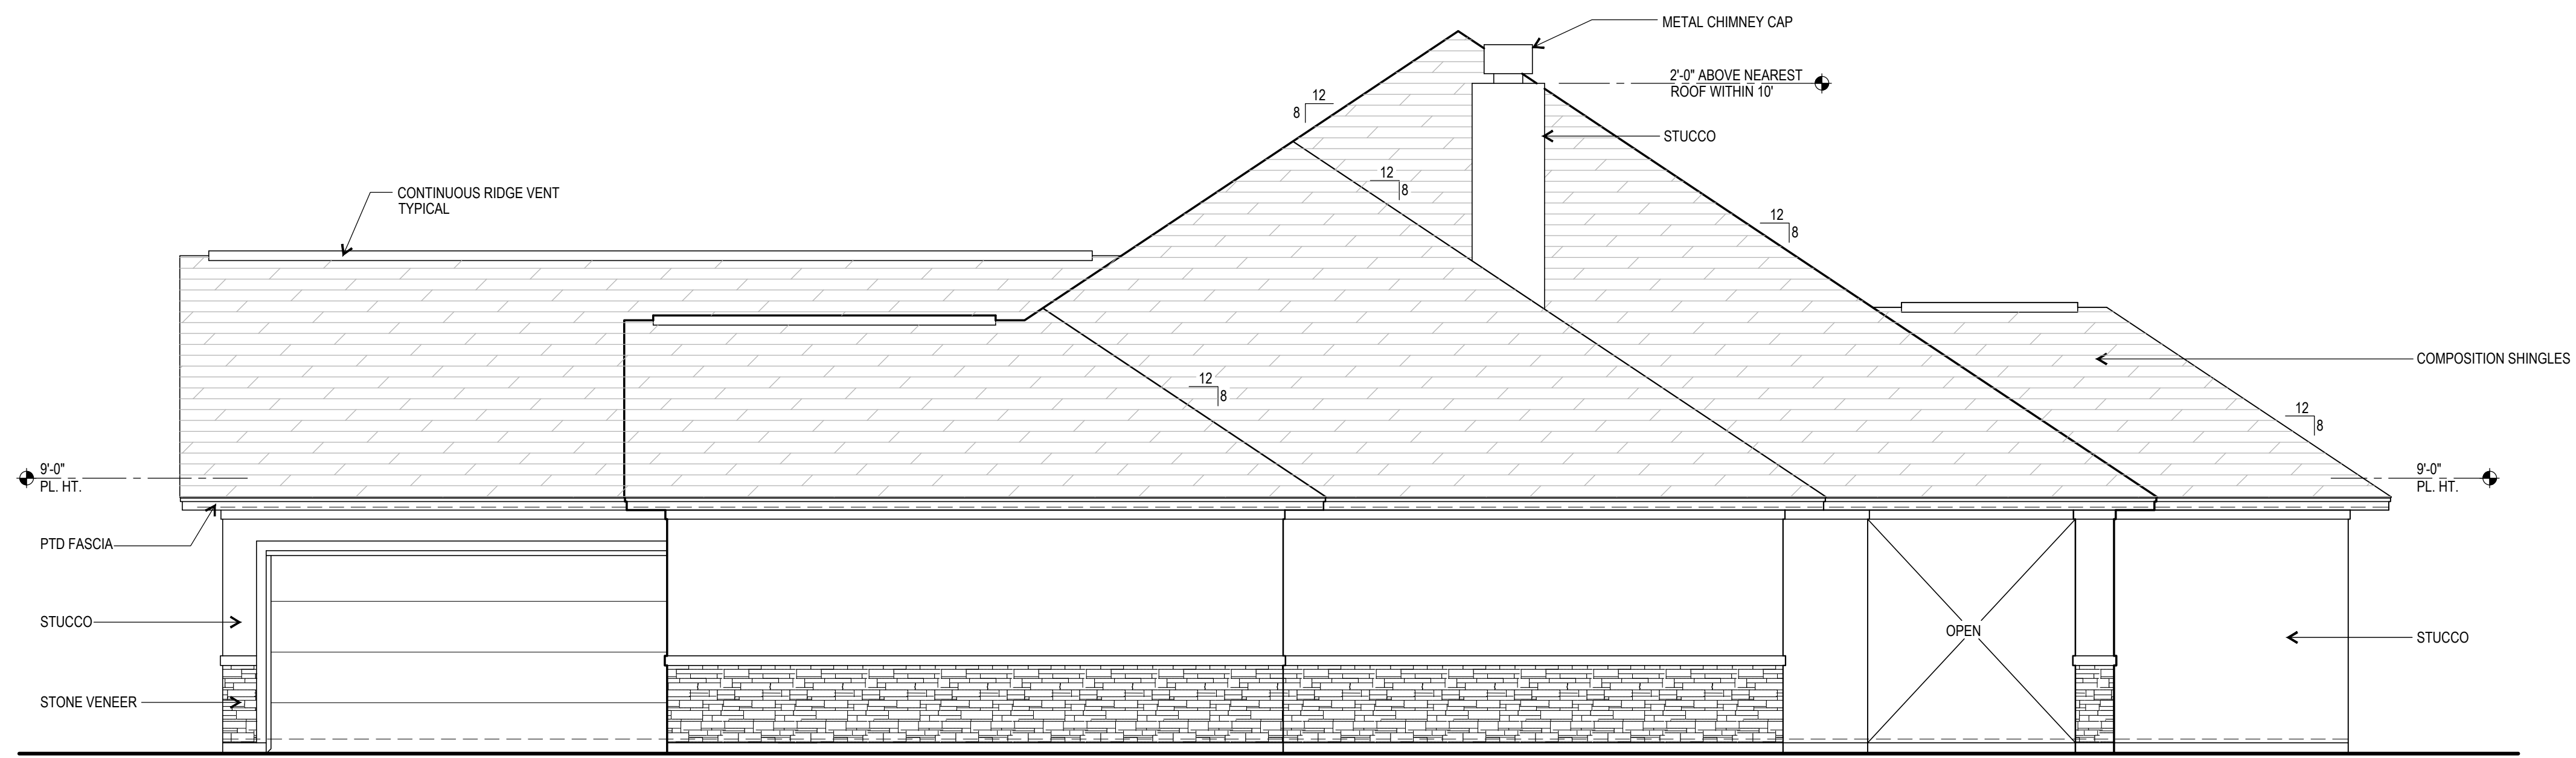 METAL CHIMNEY CAP
2'-0" ABOVE NEAREST
ROOF WITHIN 10'
12
8
STUCCO
12
8
CONTINUOUS RIDGE VENT
TYPICAL
12
8
COMPOSITION SHINGLES
12
8
12
8
9'-0"
PL. HT.
9'-0"
PL. HT.
PTD FASCIA
STUCCO
OPEN
STUCCO
STONE VENEER